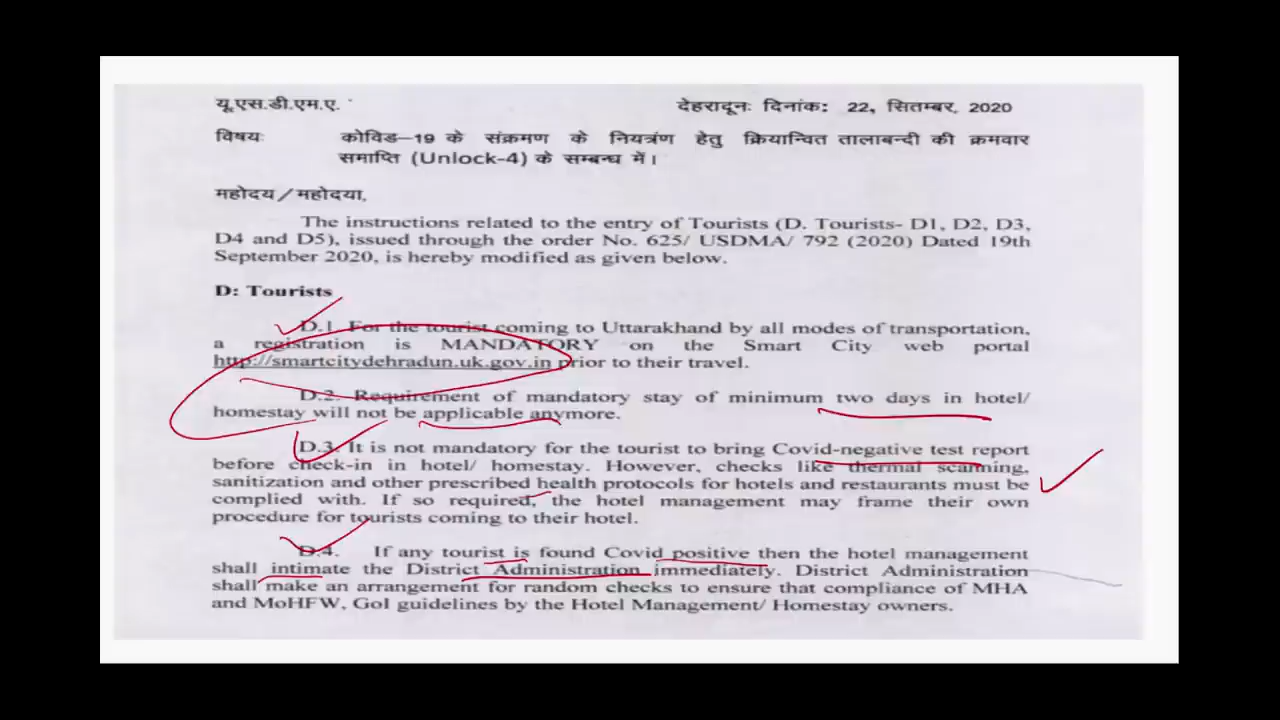 यू.एस.डी.एम.ए.
देहरादूनः दिनांक: 22, सितम्बर, 2020
विषयः कोविड–19 के संक्रमण के नियत्रंण हेतु क्रियान्वित तालाबन्दी की क्रमवार
समाप्ति (Unlock-4) के सम्बन्ध में।
महोदय/महोदया,
The instructions related to the entry of Tourists (D. Tourists- D1, D2, D3,
D4 and D5), issued through the order No. 625/ USDMA/ 792 (2020) Dated 19th
September 2020, is hereby modified as given below.
D: Tourists
D.1. For the tourist coming to Uttarakhand by all modes of transportation,
a registration is MANDATORY on the Smart City web portal
http://smartcitydehradun.uk.gov.in prior to their travel.
D.2. Requirement of mandatory stay of minimum two days in hotel/
homestay will not be applicable anymore.
D.3. It is not mandatory for the tourist to bring Covid-negative test report
before check-in in hotel/ homestay. However, checks like thermal scanning,
sanitization and other prescribed health protocols for hotels and restaurants must be
complied with. If so required, the hotel management may frame their own
procedure for tourists coming to their hotel.
D.4. If any tourist is found Covid positive then the hotel management
shall intimate the District Administration immediately. District Administration
shall make an arrangement for random checks to ensure that compliance of MHA
and MoHFW, GoI guidelines by the Hotel Management/ Homestay owners.